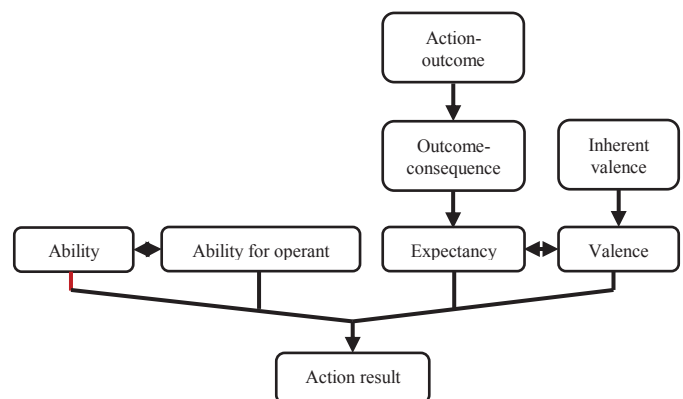 Action-
outcome
Outcome-
consequence
Inherent
valence
Ability
Ability for operant
Expectancy
Valence
Action result